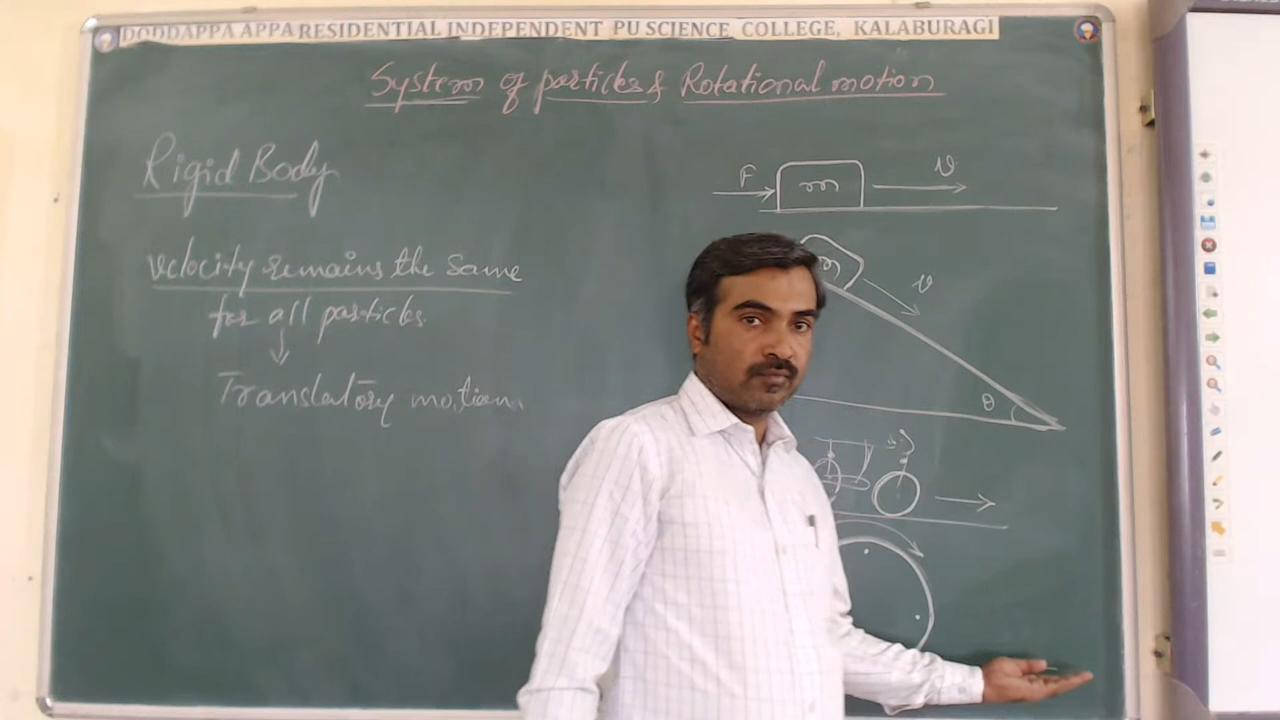 DODDAPPA APPA RESIDENTIAL INDEPENDENT PU SCIENCE COLLEGE, KALABURAGI
System of particles & Rotational motion
Rigid Body
velocity remains the same
for all particles
Translatory motion
F m v
m v
θ